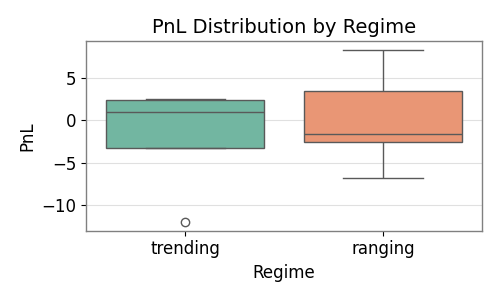 PnL Distribution by Regime
PnL
5
0
−5
−10
trending
ranging
Regime